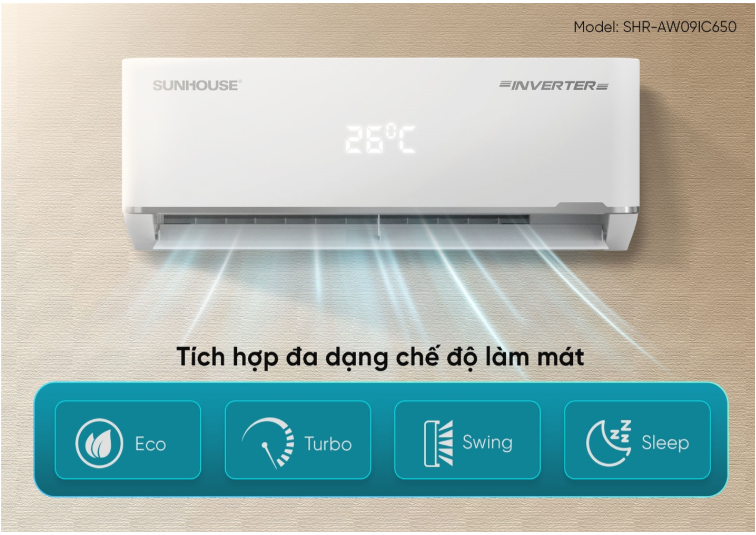 Model: SHR-AW09IC650
SUNHOUSE
INVERTER
26°C
Tích hợp đa dạng chế độ làm mát
Eco
Turbo
Swing
Sleep